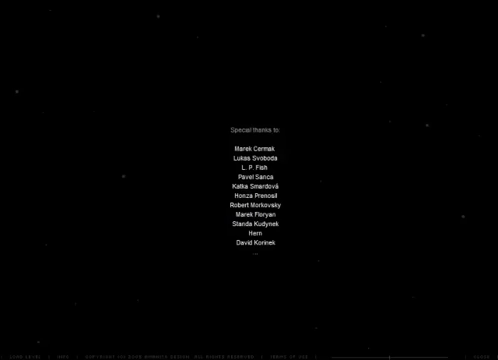 Special thanks to:
Marek Cermak
Lukas Svoboda
L. P. Fish
Pavel Sanca
Katka Smardová
Honza Prenosil
Robert Morkovsky
Marek Floryan
Standa Kudynek
Hern
David Korinek